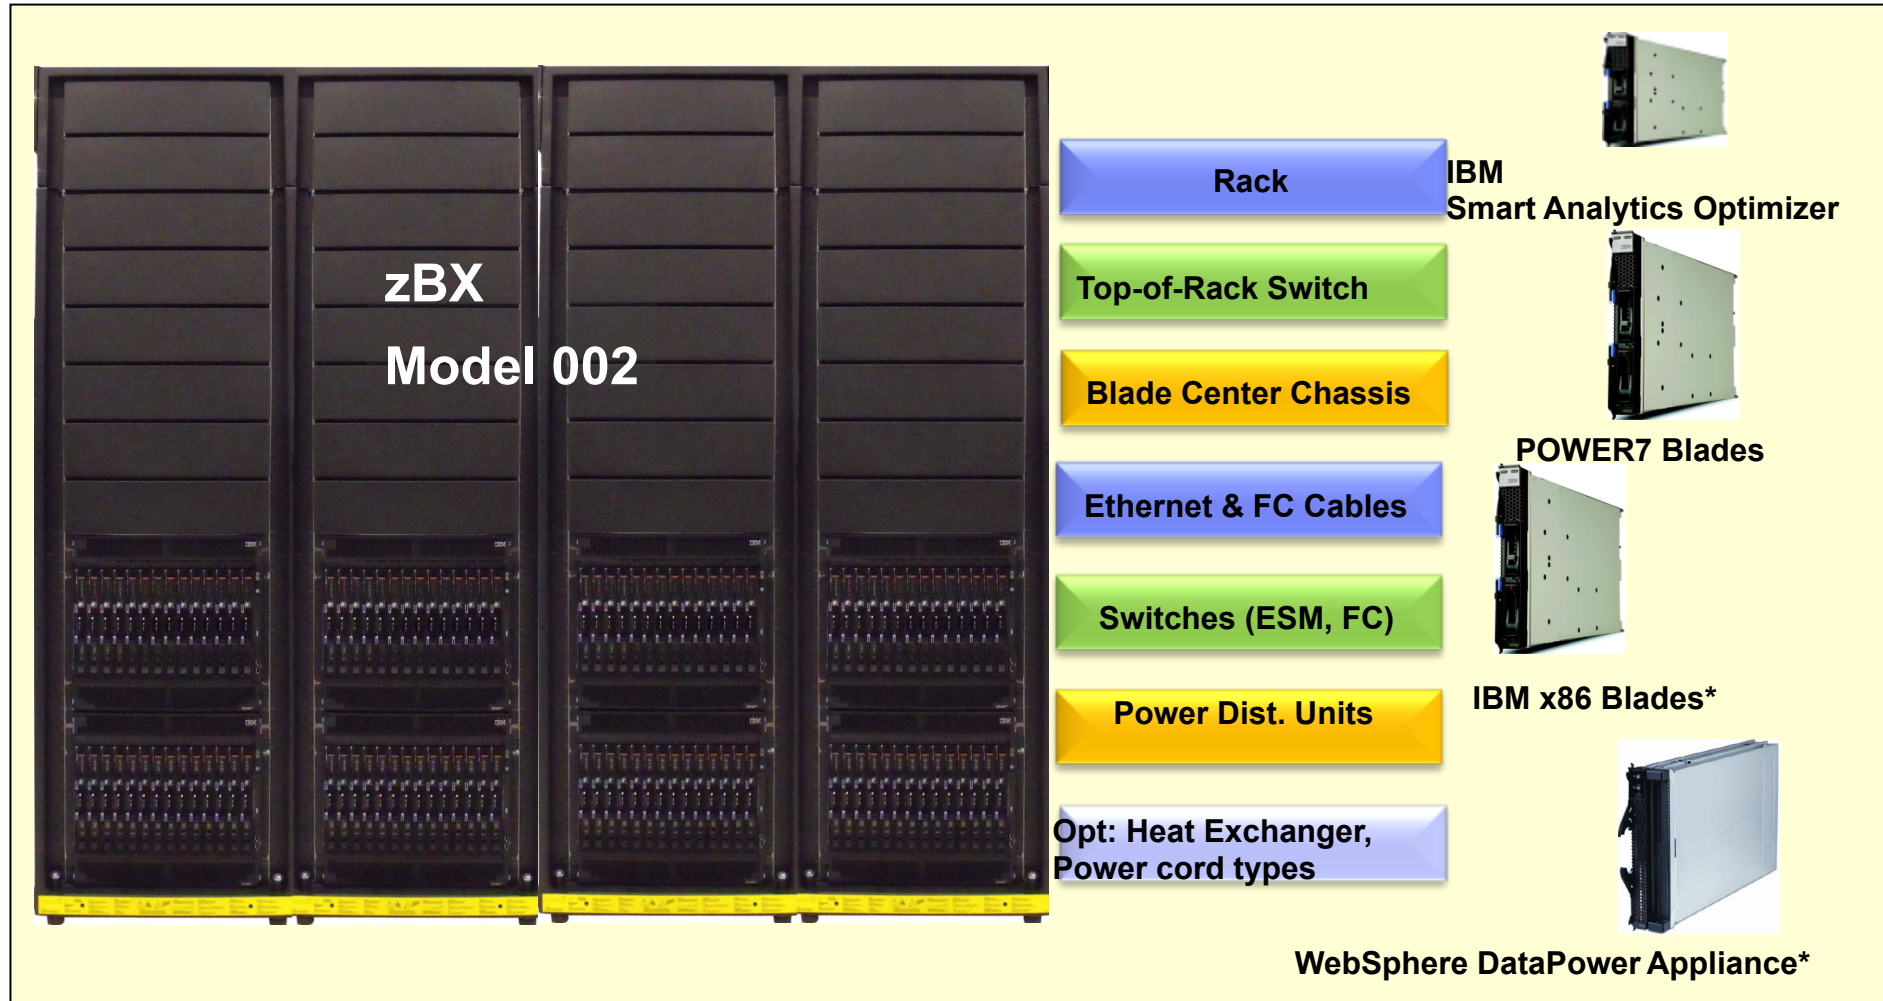 zBX
Model 002
Rack
Top-of-Rack Switch
Blade Center Chassis
Ethernet & FC Cables
Switches (ESM, FC)
Power Dist. Units
Opt: Heat Exchanger,
Power cord types
IBM
Smart Analytics Optimizer
POWER7 Blades
IBM x86 Blades*
WebSphere DataPower Appliance*